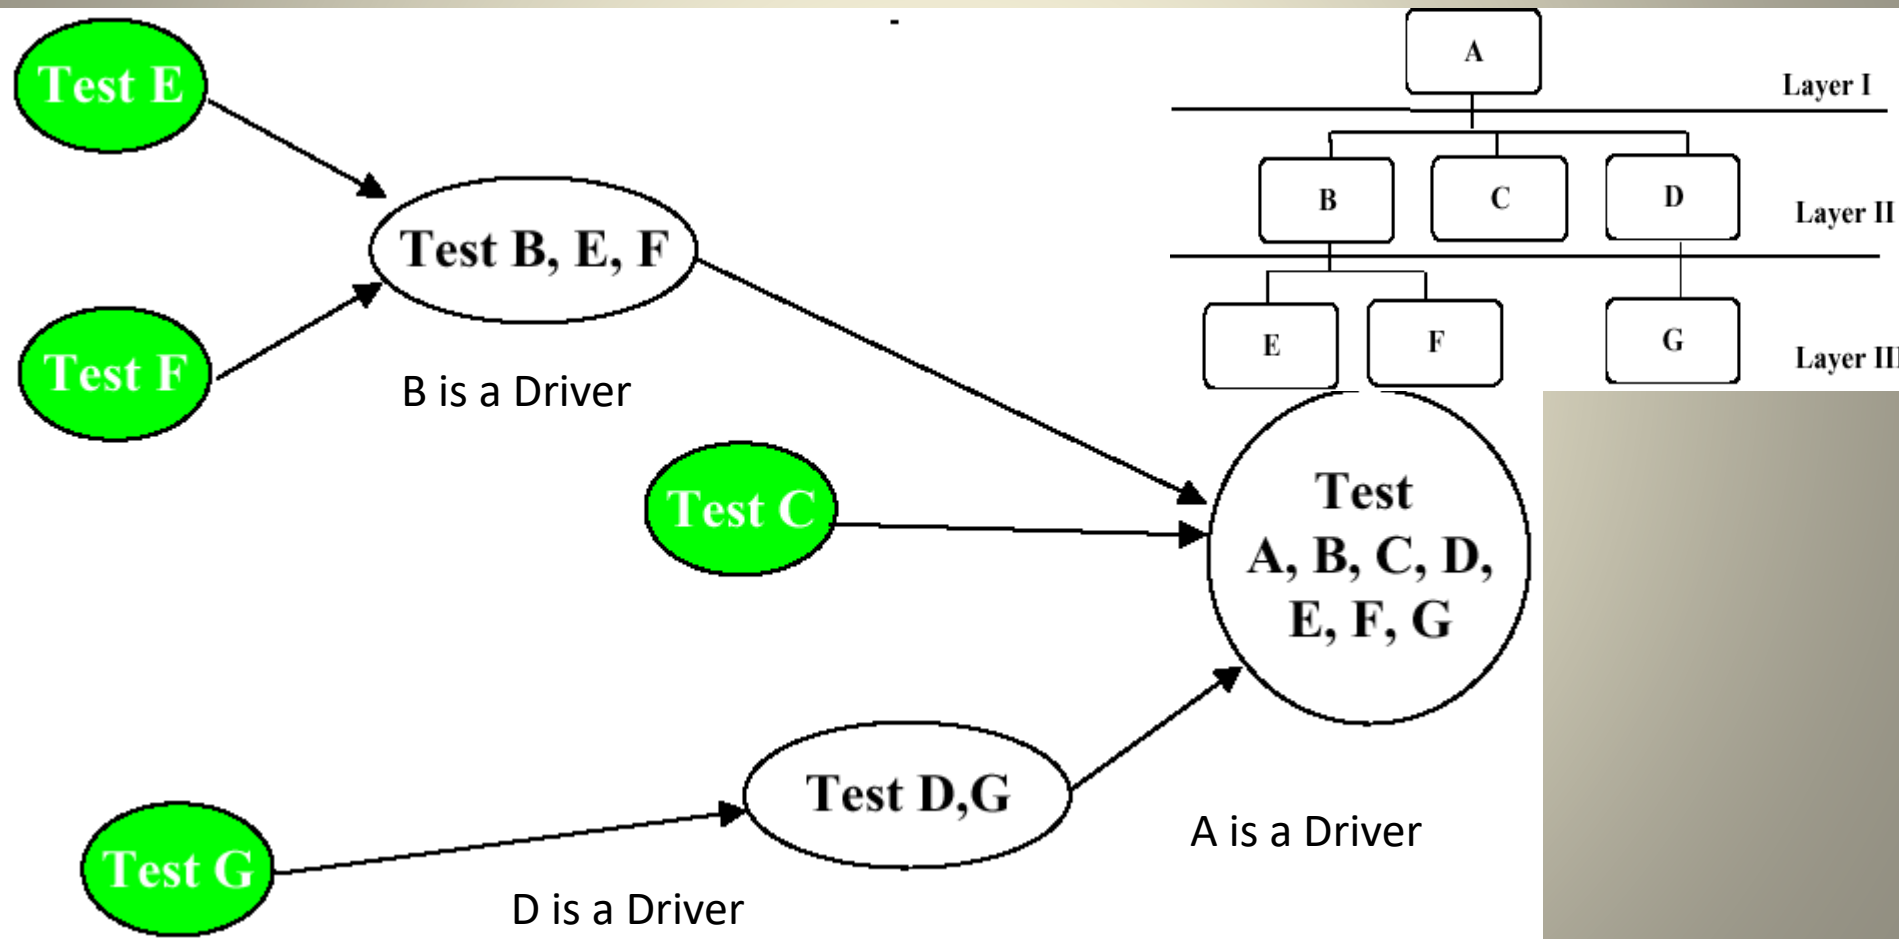 Test E
Test F
Test B, E, F
B is a Driver
Test C
Test G
Test D,G
D is a Driver
A is a Driver
Test
A, B, C, D,
E, F, G
A
Layer I
B
C
D
Layer II
E
F
G
Layer III